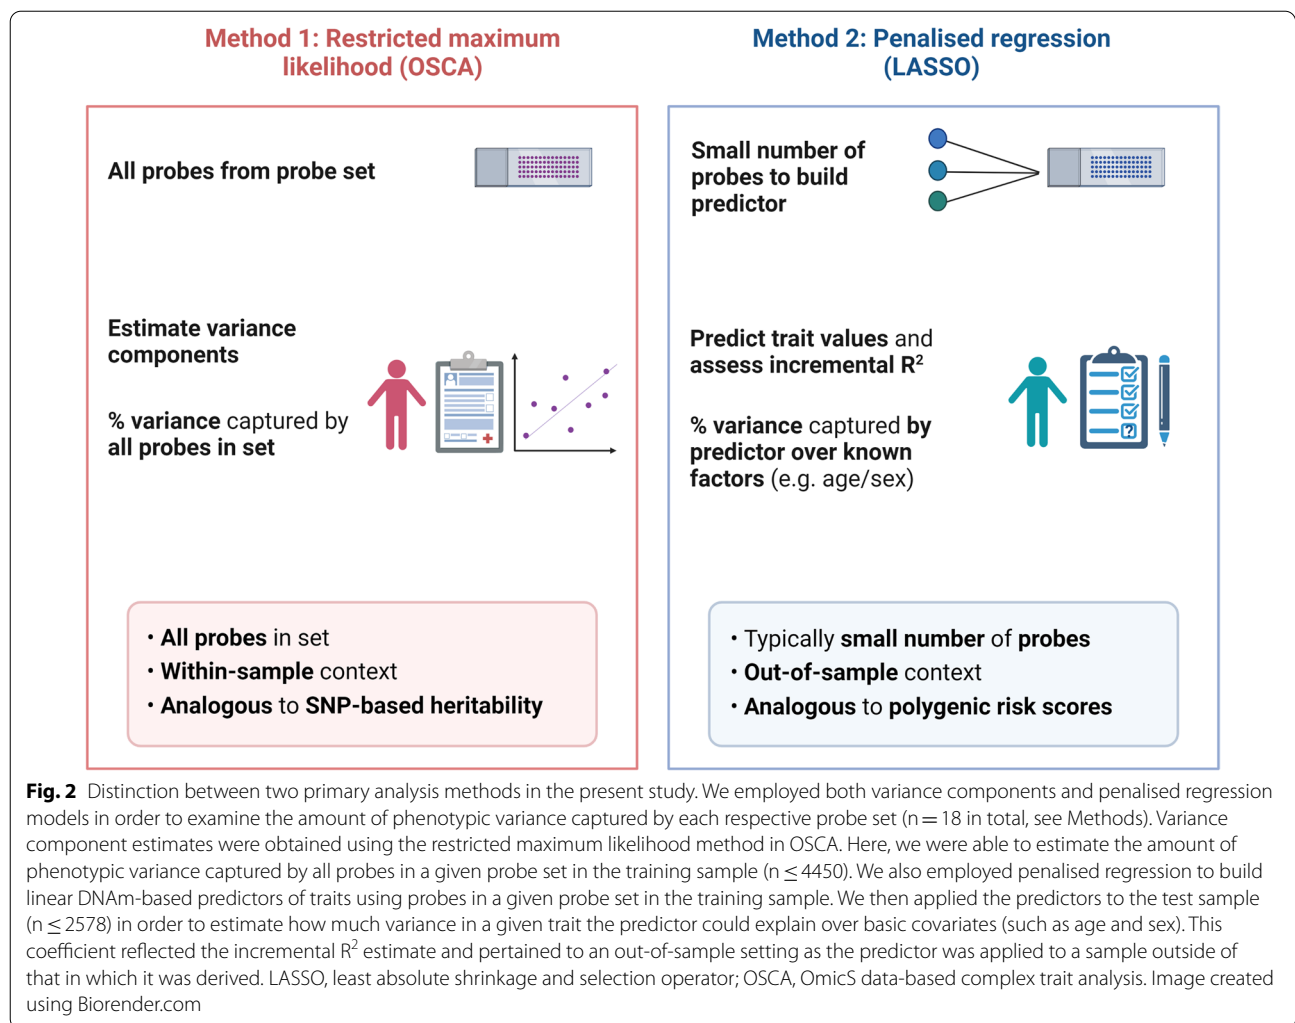 Method 1: Restricted maximum
likelihood (OSCA)
All probes from probe set
Estimate variance
components
% variance captured by
all probes in set
• All probes in set
• Within-sample context
• Analogous to SNP-based heritability
Method 2: Penalised regression
(LASSO)
Small number of
probes to build
predictor
Predict trait values and
assess incremental R²
% variance captured by
predictor over known
factors (e.g. age/sex)
?
• Typically small number of probes
• Out-of-sample context
• Analogous to polygenic risk scores
Fig. 2 Distinction between two primary analysis methods in the present study. We employed both variance components and penalised regression
models in order to examine the amount of phenotypic variance captured by each respective probe set (n = 18 in total, see Methods). Variance
component estimates were obtained using the restricted maximum likelihood method in OSCA. Here, we were able to estimate the amount of
phenotypic variance captured by all probes in a given probe set in the training sample (n ≤ 4450). We also employed penalised regression to build
linear DNAm-based predictors of traits using probes in a given probe set in the training sample. We then applied the predictors to the test sample
(n ≤ 2578) in order to estimate how much variance in a given trait the predictor could explain over basic covariates (such as age and sex). This
coefficient reflected the incremental R² estimate and pertained to an out-of-sample setting as the predictor was applied to a sample outside of
that in which it was derived. LASSO, least absolute shrinkage and selection operator; OSCA, OmicS data-based complex trait analysis. Image created
using Biorender.com